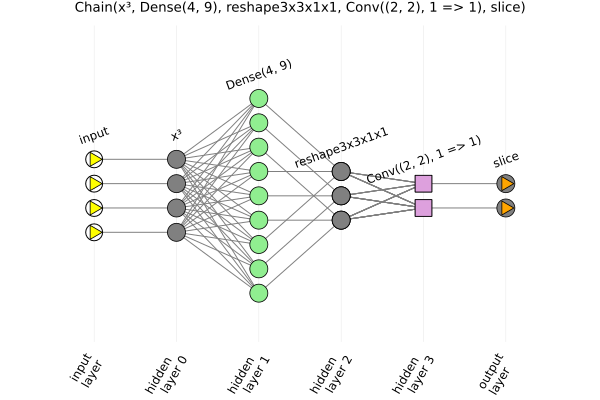 Chain(x³, Dense(4, 9), reshape3x3x1x1, Conv((2, 2), 1 => 1), slice)
Dense(4, 9)
input
x³
reshape3x3x1x1
Conv((2, 2), 1 => 1)
slice
input
layer
hidden
layer 0
hidden
layer 1
hidden
layer 2
hidden
layer 3
output
layer